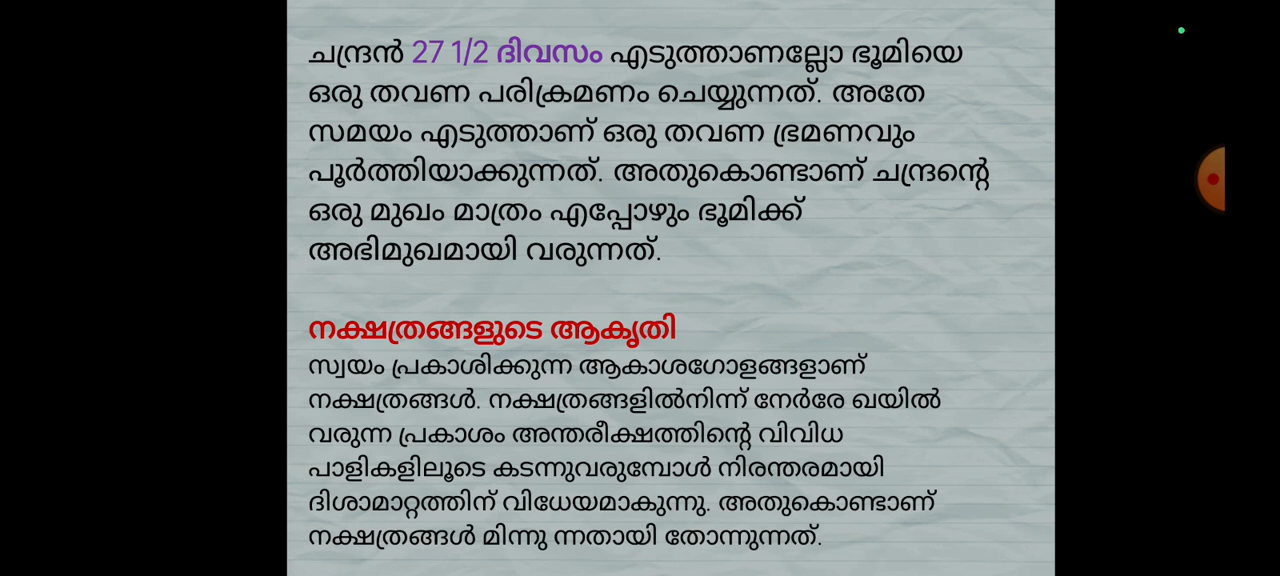 ചന്ദ്രൻ 27 1/2 ദിവസം എടുത്താണല്ലോ ഭൂമിയെ
ഒരു തവണ പരിക്രമണം ചെയ്യുന്നത്. അതേ
സമയം എടുത്താണ് ഒരു തവണ ഭ്രമണവും
പൂർത്തിയാക്കുന്നത്. അതുകൊണ്ടാണ് ചന്ദ്രന്റെ
ഒരു മുഖം മാത്രം എപ്പോഴും ഭൂമിക്ക്
അഭിമുഖമായി വരുന്നത്.
നക്ഷത്രങ്ങളുടെ ആകൃതി
സ്വയം പ്രകാശിക്കുന്ന ആകാശഗോളങ്ങളാണ്
നക്ഷത്രങ്ങൾ. നക്ഷത്രങ്ങളിൽനിന്ന് നേർരേ ഖയിൽ
വരുന്ന പ്രകാശം അന്തരീക്ഷത്തിന്റെ വിവിധ
പാളികളിലൂടെ കടന്നുവരുമ്പോൾ നിരന്തരമായി
ദിശാമാറ്റത്തിന് വിധേയമാകുന്നു. അതുകൊണ്ടാണ്
നക്ഷത്രങ്ങൾ മിന്നു ന്നതായി തോന്നുന്നത്.